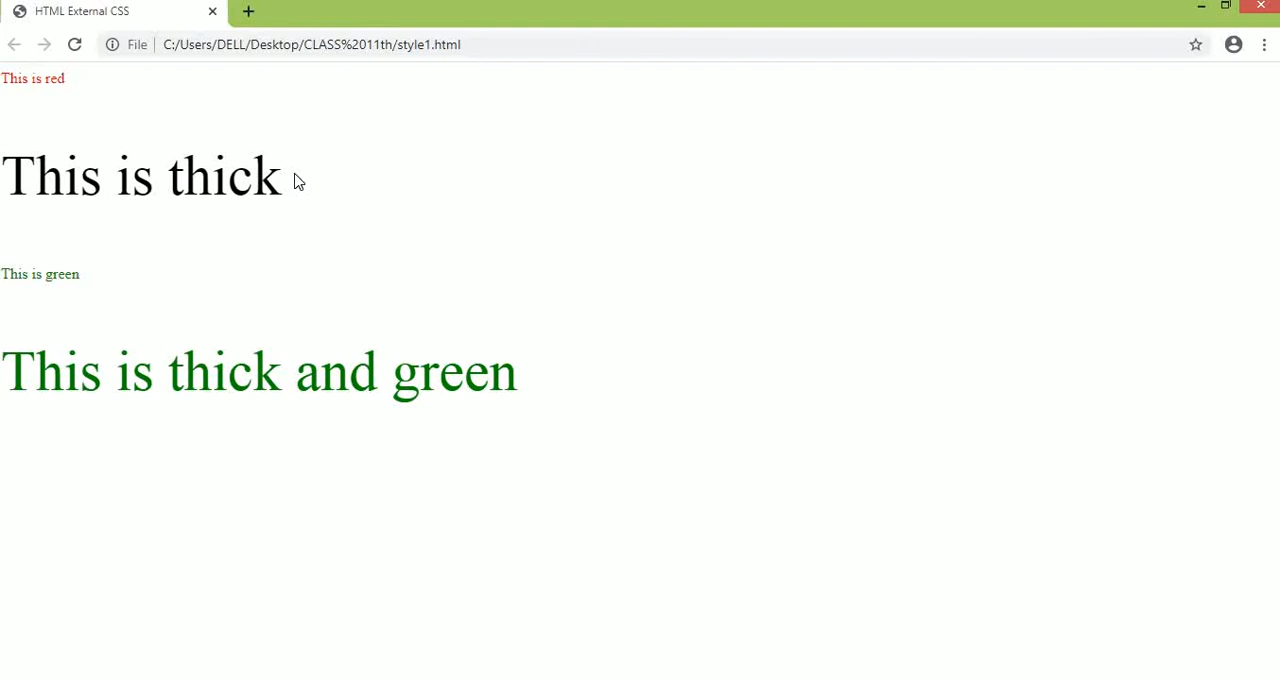 HTML External CSS
File C:/Users/DELL/Desktop/CLASS%2011th/style1.html
This is red
This is thick
This is green
This is thick and green